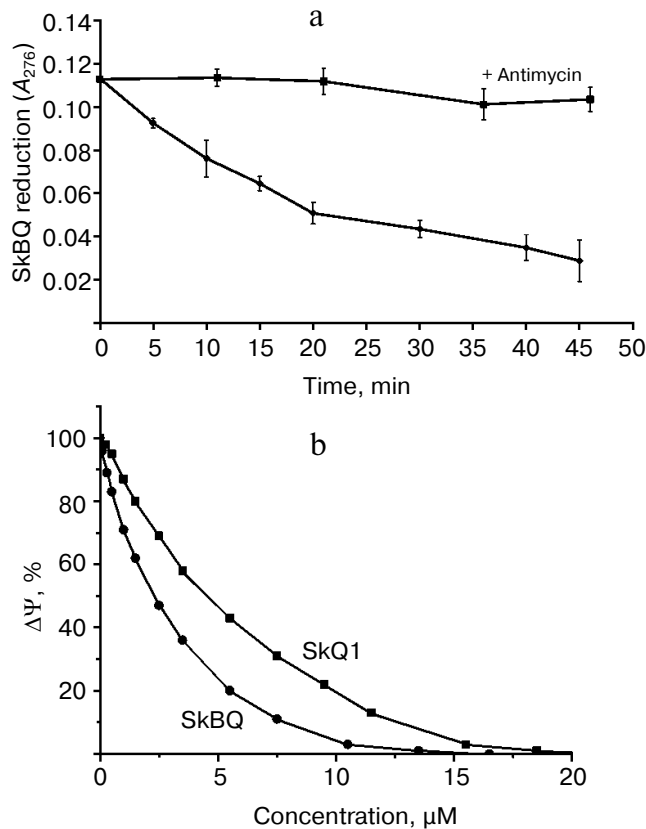 a
SkBQ reduction (A276)
0.14
0.12
0.10
0.08
0.06
0.04
0.02
+ Antimycin
0 5 10 15 20 25 30 35 40 45 50
Time, min
b
ΔΨ, %
100
80
60
40
20
SkQ1
SkBQ
0 5 10 15 20
Concentration, μM